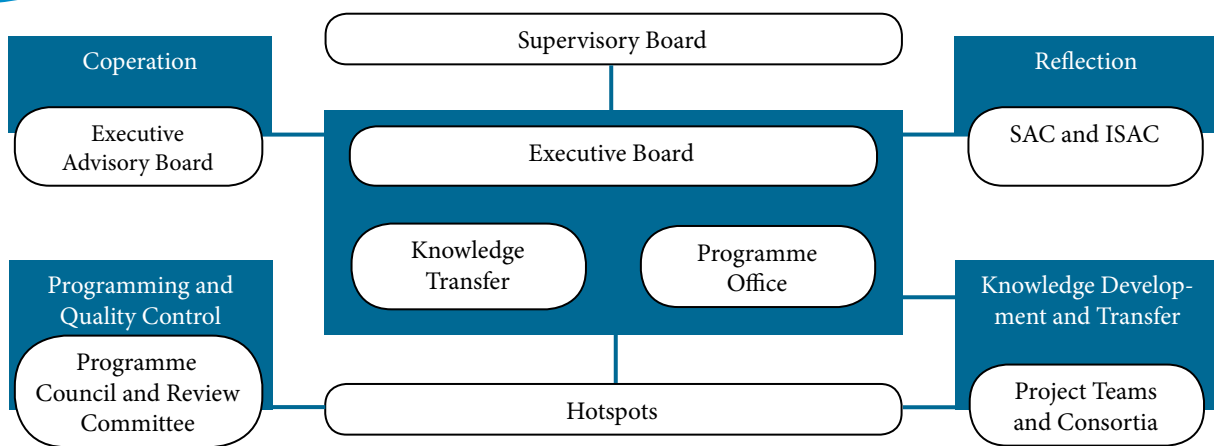 Supervisory Board
Coperation
Executive
Advisory Board
Reflection
SAC and ISAC
Executive Board
Knowledge
Transfer
Programme
Office
Programming and
Quality Control
Programme
Council and Review
Committee
Hotspots
Knowledge Develop-
ment and Transfer
Project Teams
and Consortia